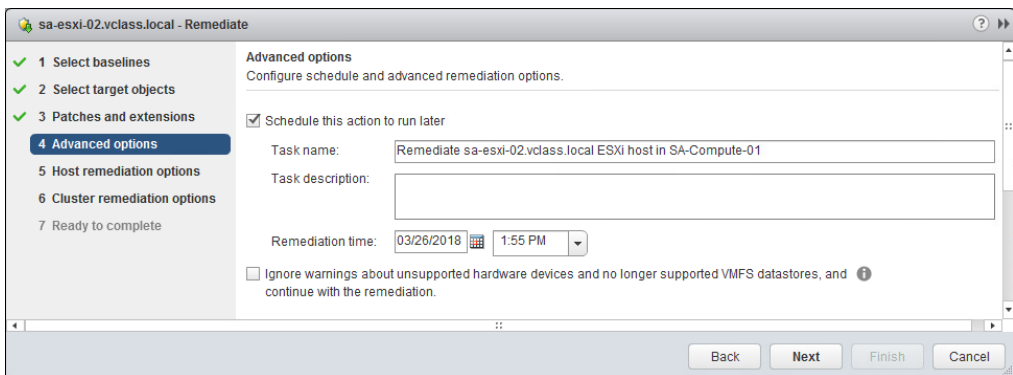 sa-esxi-02.vclass.local - Remediate
1 Select baselines
2 Select target objects
3 Patches and extensions
4 Advanced options
5 Host remediation options
6 Cluster remediation options
7 Ready to complete
Advanced options
Configure schedule and advanced remediation options.
Schedule this action to run later
Task name: Remediate sa-esxi-02.vclass.local ESXi host in SA-Compute-01
Task description:
Remediation time: 03/26/2018 1:55 PM
Ignore warnings about unsupported hardware devices and no longer supported VMFS datastores, and
continue with the remediation.
Back Next Finish Cancel